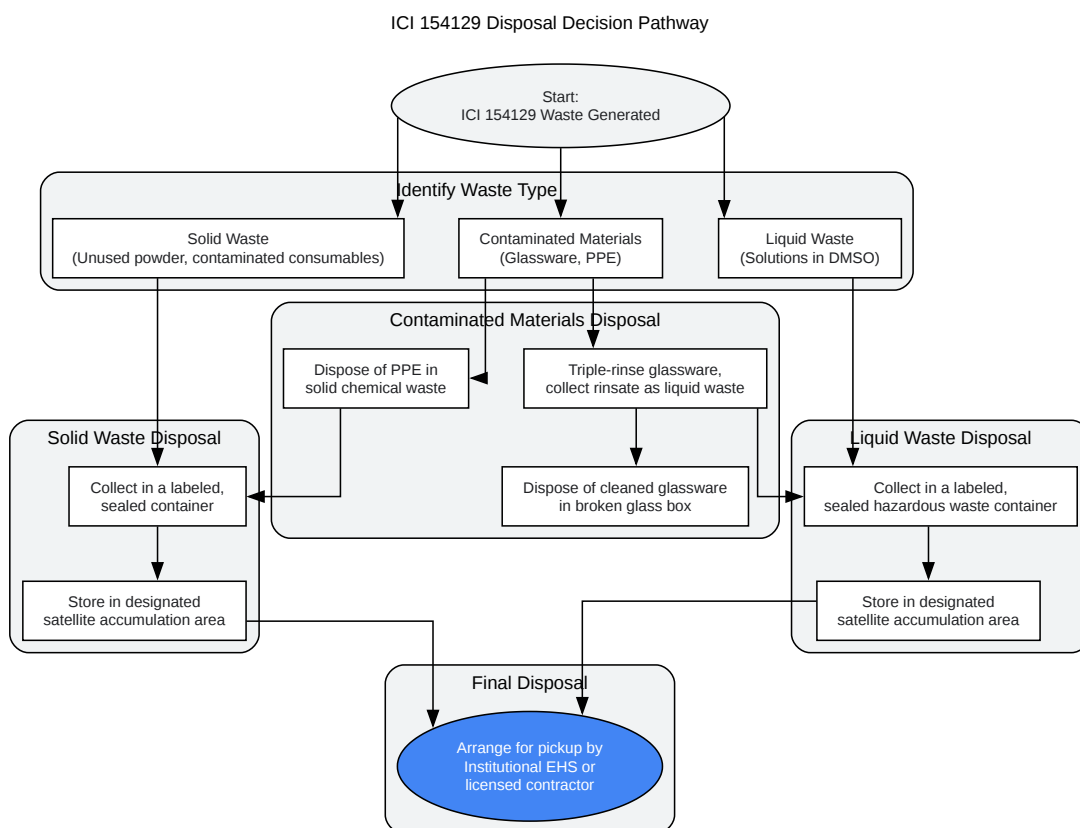 ICI 154129 Disposal Decision Pathway
Start:
ICI 154129 Waste Generated
Identify Waste Type
Solid Waste
(Unused powder, contaminated consumables)
Contaminated Materials
(Glassware, PPE)
Liquid Waste
(Solutions in DMSO)
Contaminated Materials Disposal
Dispose of PPE in
solid chemical waste
Triple-rinse glassware,
collect rinsate as liquid waste
Dispose of cleaned glassware
in broken glass box
Solid Waste Disposal
Collect in a labeled,
sealed container
Store in designated
satellite accumulation area
Liquid Waste Disposal
Collect in a labeled,
sealed hazardous waste container
Store in designated
satellite accumulation area
Final Disposal
Arrange for pickup by
Institutional EHS or
licensed contractor